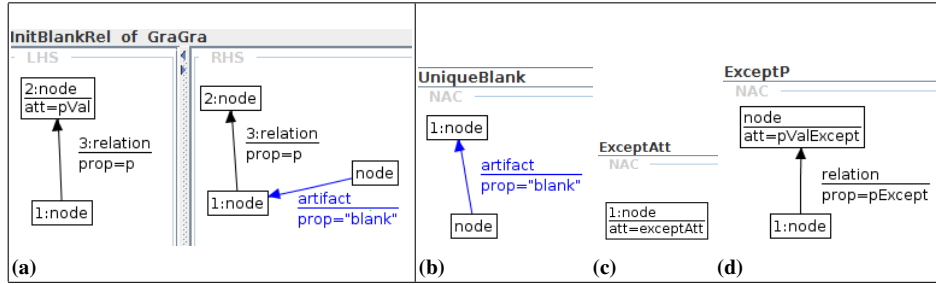 InitBlankRel of GraGra
LHS
2:node
att=pVal
3:relation
prop=p
1:node
(a)
RHS
2:node
3:relation
prop=p
node
1:node
artifact
prop="blank"
UniqueBlank
NAC
1:node
artifact
prop="blank"
node
(b)
ExceptAtt
NAC
1:node
att=exceptAtt
(c)
ExceptP
NAC
node
att=pValExcept
relation
prop=pExcept
1:node
(d)